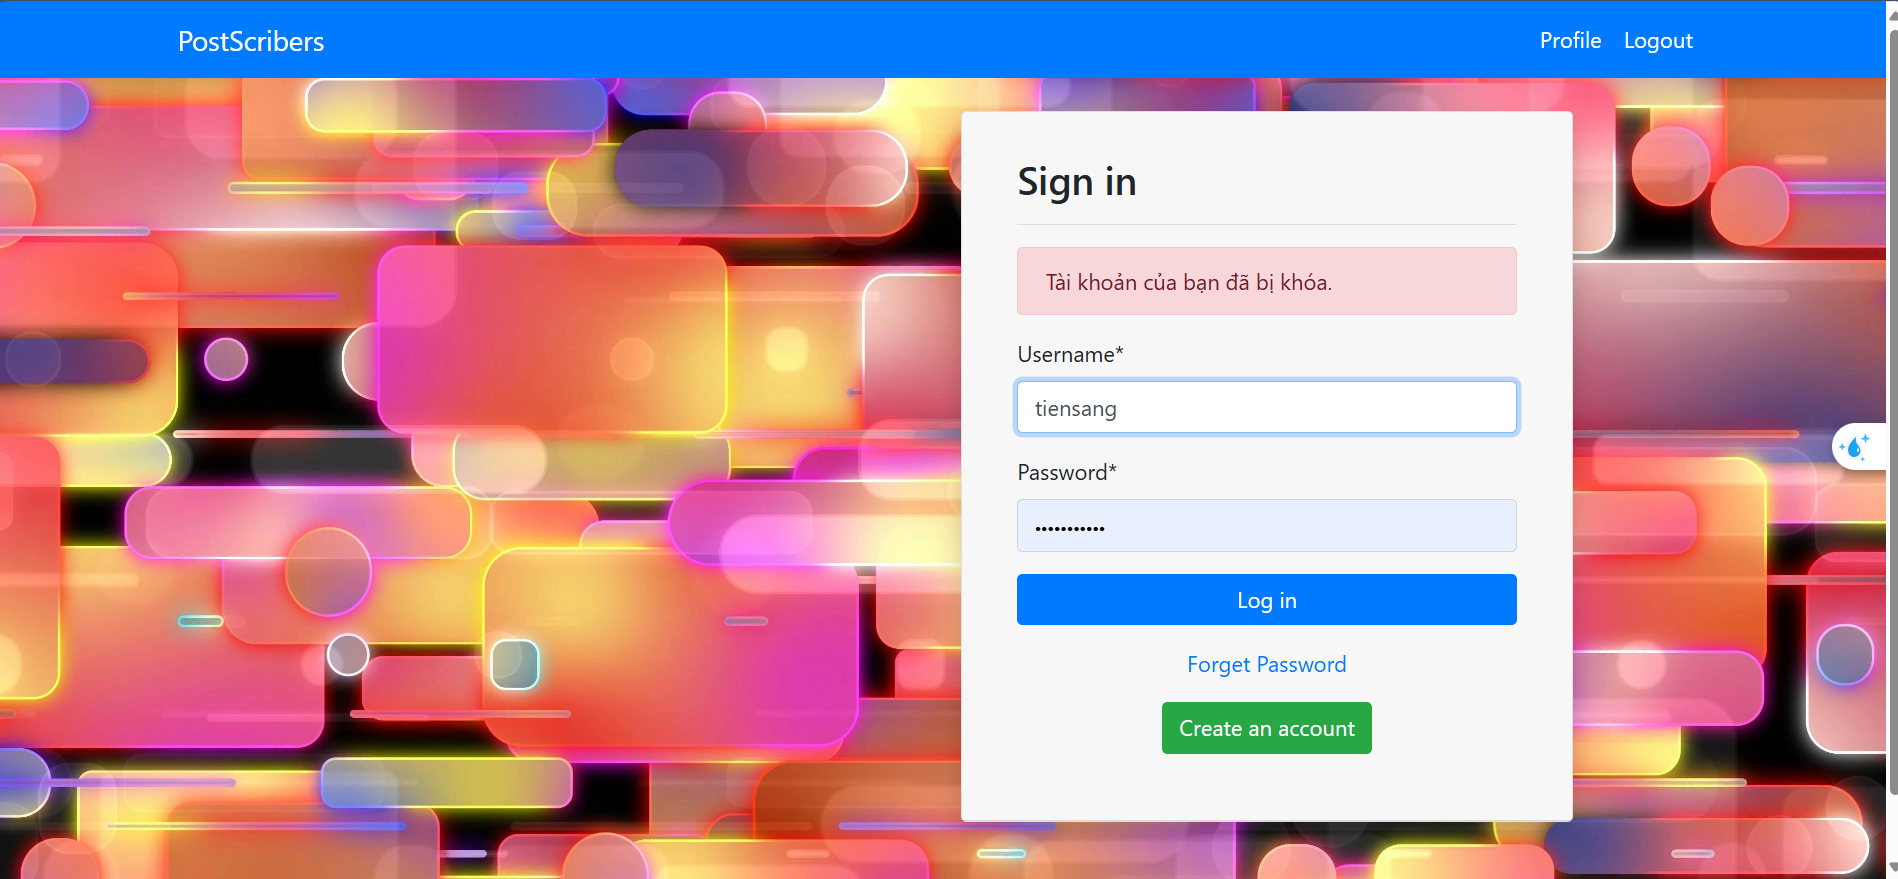 PostScribers
Profile
Logout
Sign in
Tài khoản của bạn đã bị khóa.
Username*
tiensang
Password*
•••••••••••
Log in
Forget Password
Create an account